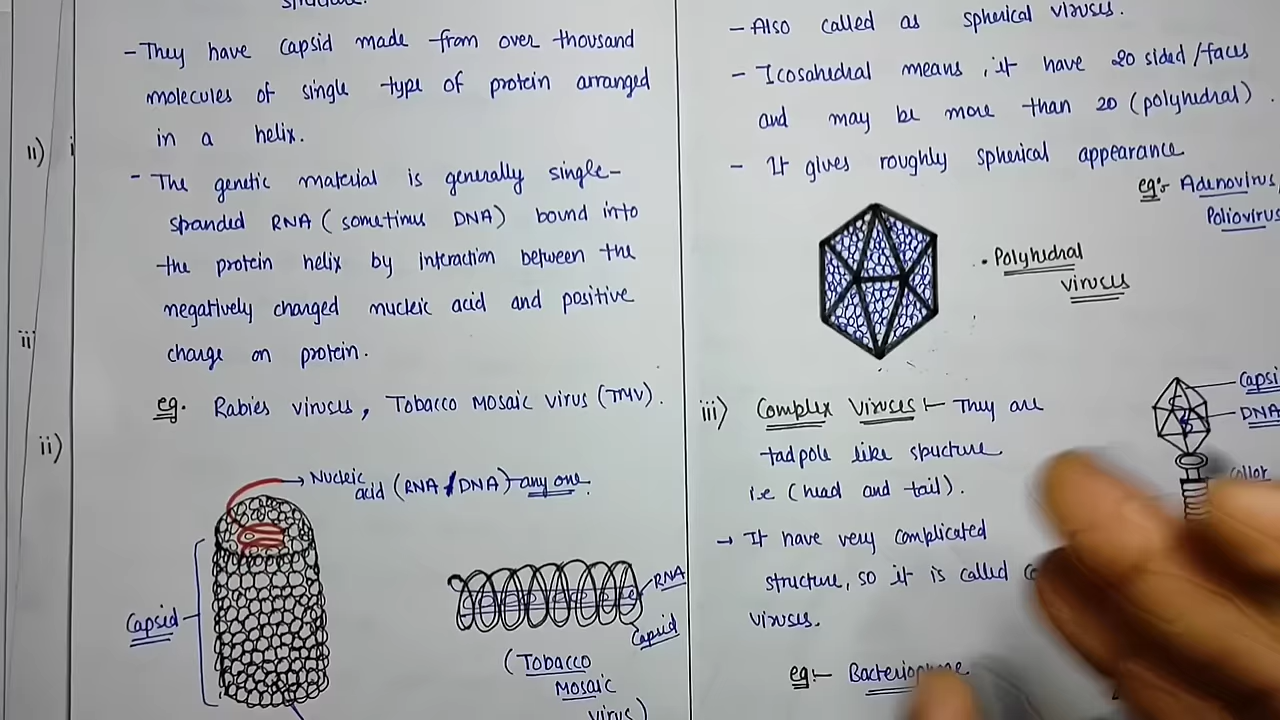 - They have capsid made from over thousand
molecules of single type of protein arranged
in a helix.
ii)
- The genetic material is generally single-
stranded RNA (sometimes DNA) bound into
the protein helix by interaction between the
negatively charged nucleic acid and positive
charge on protein.
eg. Rabies viruses, Tobacco Mosaic virus (TMV).
ii)
Nucleic
acid (RNA / DNA) - any one.
Capsid
RNA
Capsid
(Tobacco
Mosaic
virus)
- Also called as spherical viruses.
- Icosahedral means, it have 20 sided/faces
and may be more than 20 (polyhedral).
- It gives roughly spherical appearance
eg:- Adenovirus,
Poliovirus
• Polyhedral
viruses
iii) Complex Viruses :- They are
tadpole like structure
i.e (head and tail).
→ It have very complicated
structure, so it is called
viruses.
eg:-
Capsi
DNA
Collar